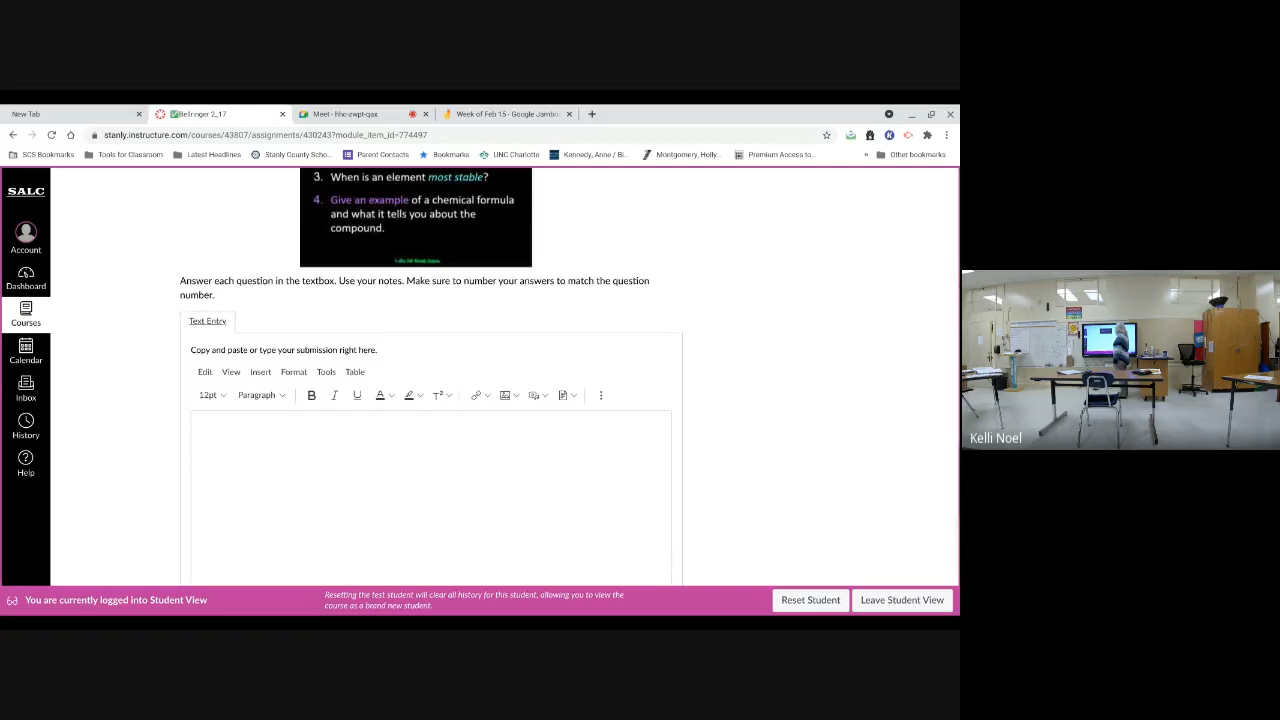 New Tab
✅Bellringer 2_17
Meet - hhc-zwpt-qax
Week of Feb 15 - Google Jambo
stanly.instructure.com/courses/43807/assignments/430243?module_item_id=774497
SCS Bookmarks
Tools for Classroom
Latest Headlines
Stanly County Scho...
Parent Contacts
Bookmarks
UNC Charlotte
Kennedy, Anne / Bi...
Montgomery, Holly...
Premium Access to...
»
Other bookmarks
SALC
Account
Dashboard
Courses
Calendar
Inbox
History
Help
3. When is an element most stable?
4. Give an example of a chemical formula
and what it tells you about the
compound.
Answer each question in the textbox. Use your notes. Make sure to number your answers to match the question
number.
Text Entry
Copy and paste or type your submission right here.
Edit View Insert Format Tools Table
12pt Paragraph B I U A T²
You are currently logged into Student View
Resetting the test student will clear all history for this student, allowing you to view the
course as a brand new student.
Reset Student
Leave Student View
Kelli Noel